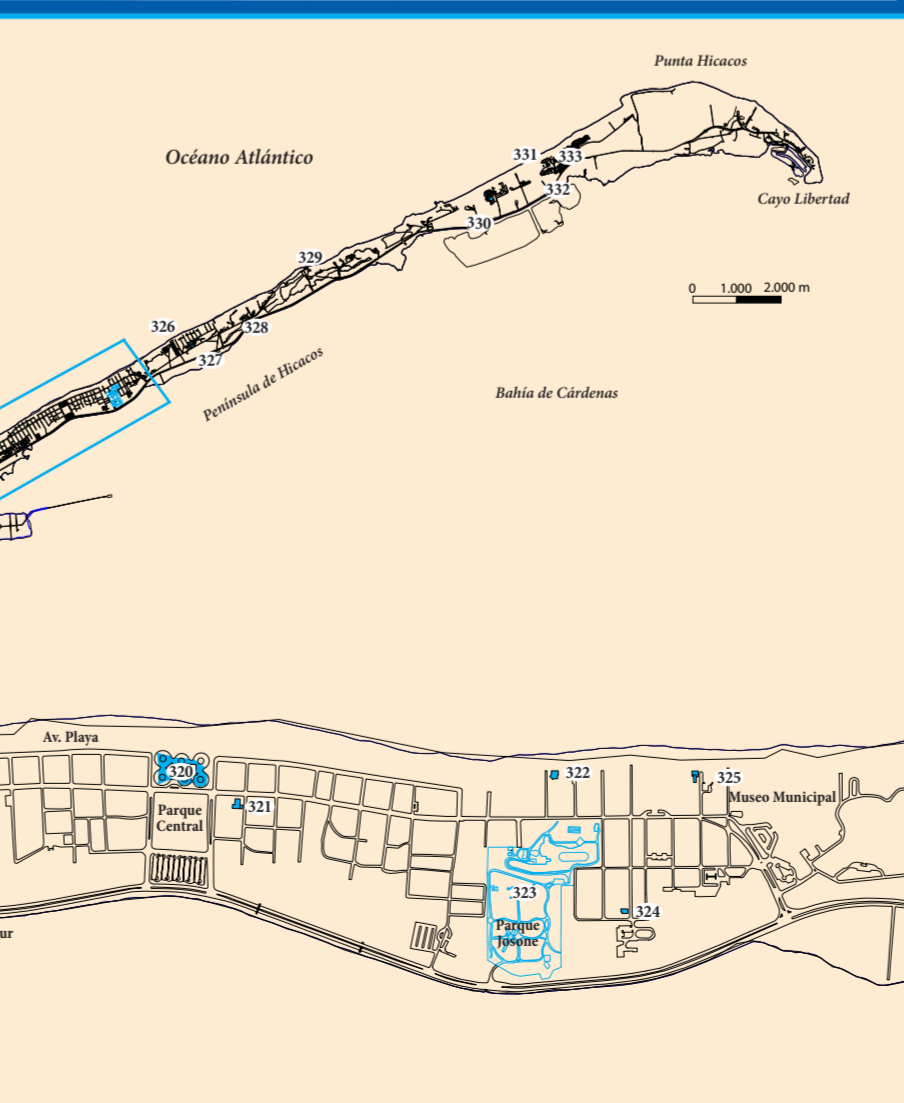 Punta Hicacos
Océano Atlántico
331
333
332
Cayo Libertad
330
329
0 1.000 2.000 m
326
328
327
Península de Hicacos
Bahía de Cárdenas
Av. Playa
320
322
325
321
Museo Municipal
Parque
Central
323
324
Parque
Josone
ur